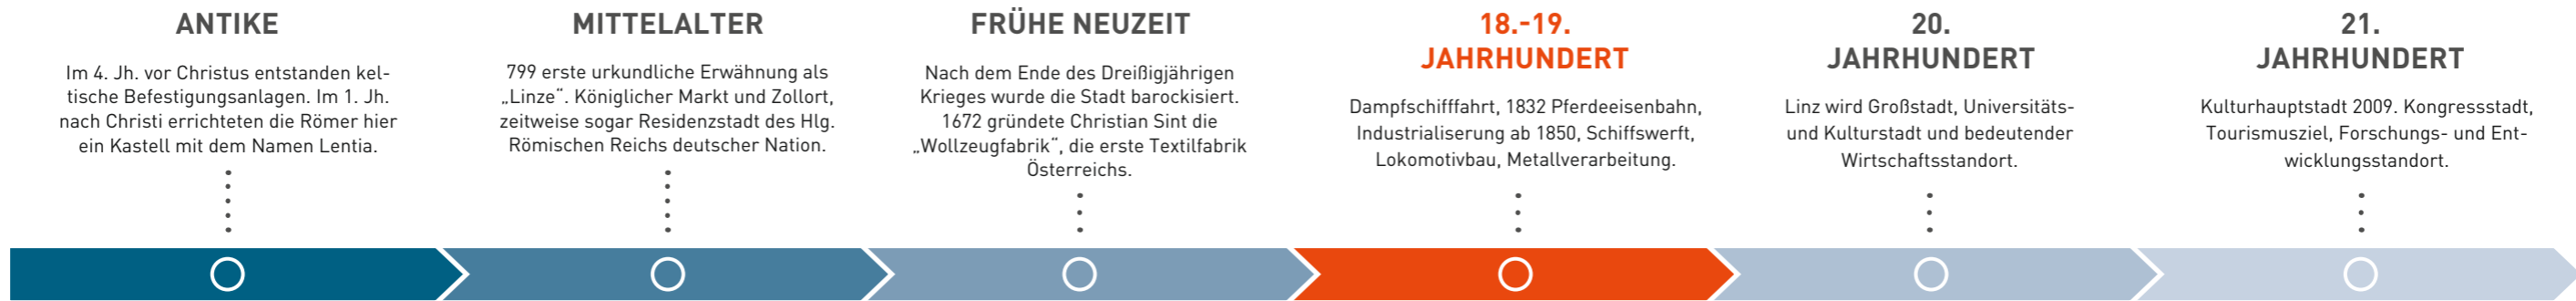 ANTIKE
Im 4. Jh. vor Christus entstanden kel-
tische Befestigungsanlagen. Im 1. Jh.
nach Christi errichteten die Römer hier
ein Kastell mit dem Namen Lentia.
MITTELALTER
799 erste urkundliche Erwähnung als
„Linze“. Königlicher Markt und Zollort,
zeitweise sogar Residenzstadt des Hlg.
Römischen Reichs deutscher Nation.
FRÜHE NEUZEIT
Nach dem Ende des Dreißigjährigen
Krieges wurde die Stadt barockisiert.
1672 gründete Christian Sint die
„Wollzeugfabrik“, die erste Textilfabrik
Österreichs.
18.-19.
JAHRHUNDERT
Dampfschifffahrt, 1832 Pferdeeisenbahn,
Industrialiserung ab 1850, Schiffswerft,
Lokomotivbau, Metallverarbeitung.
20.
JAHRHUNDERT
Linz wird Großstadt, Universitäts-
und Kulturstadt und bedeutender
Wirtschaftsstandort.
21.
JAHRHUNDERT
Kulturhauptstadt 2009. Kongressstadt,
Tourismusziel, Forschungs- und Ent-
wicklungsstandort.